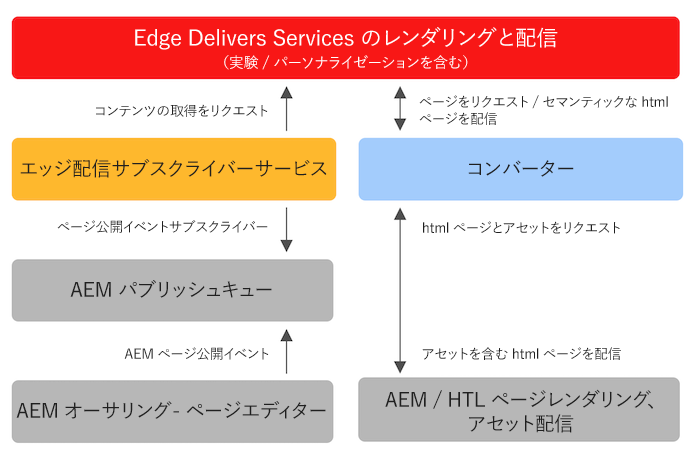 Edge Delivers Services のレンダリングと配信
（実験 / パーソナライゼーションを含む）
コンテンツの取得をリクエスト
ページをリクエスト / セマンティックな html
ページを配信
エッジ配信サブスクライバーサービス
コンバーター
ページ公開イベントサブスクライバー
html ページとアセットをリクエスト
AEM パブリッシュキュー
AEM ページ公開イベント
アセットを含む html ページを配信
AEM オーサリング - ページエディター
AEM / HTL ページレンダリング、
アセット配信